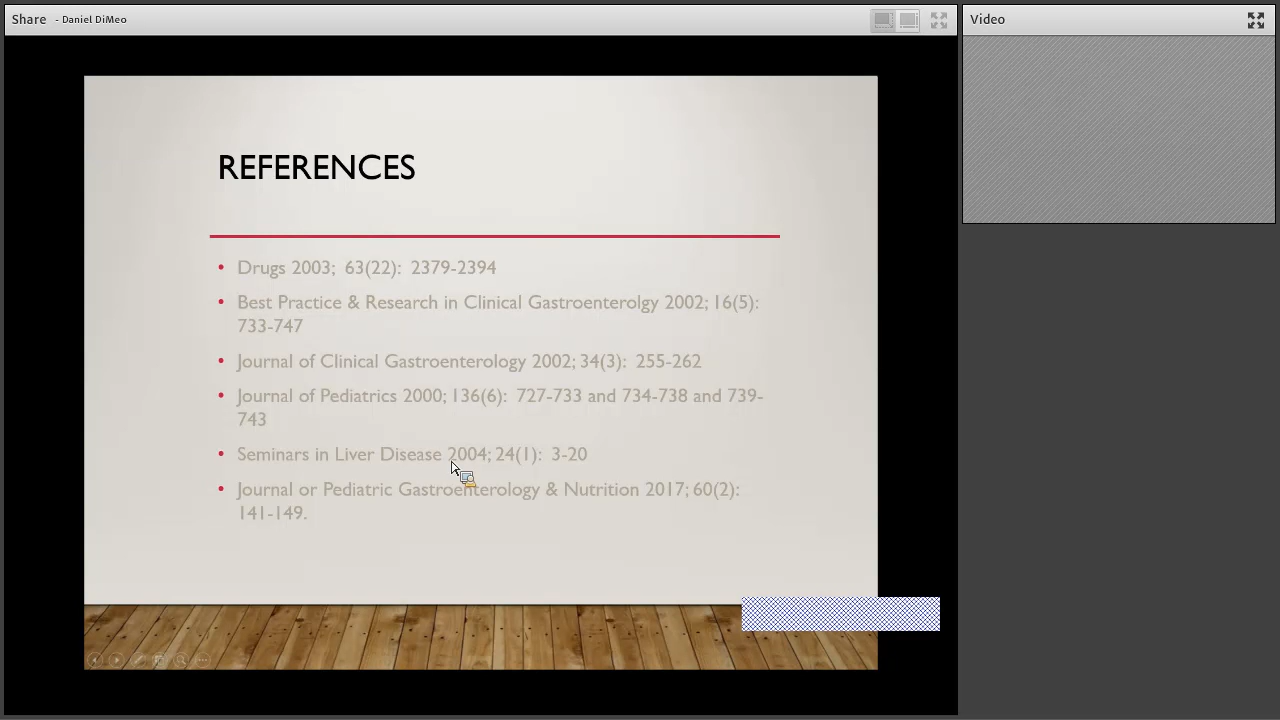 Share - Daniel DiMeo
Video
REFERENCES
• Drugs 2003;  63(22):  2379-2394
• Best Practice & Research in Clinical Gastroenterolgy 2002; 16(5):
733-747
• Journal of Clinical Gastroenterology 2002; 34(3):  255-262
• Journal of Pediatrics 2000; 136(6):  727-733 and 734-738 and 739-
743
• Seminars in Liver Disease 2004; 24(1):  3-20
• Journal or Pediatric Gastroenterology & Nutrition 2017; 60(2):
141-149.